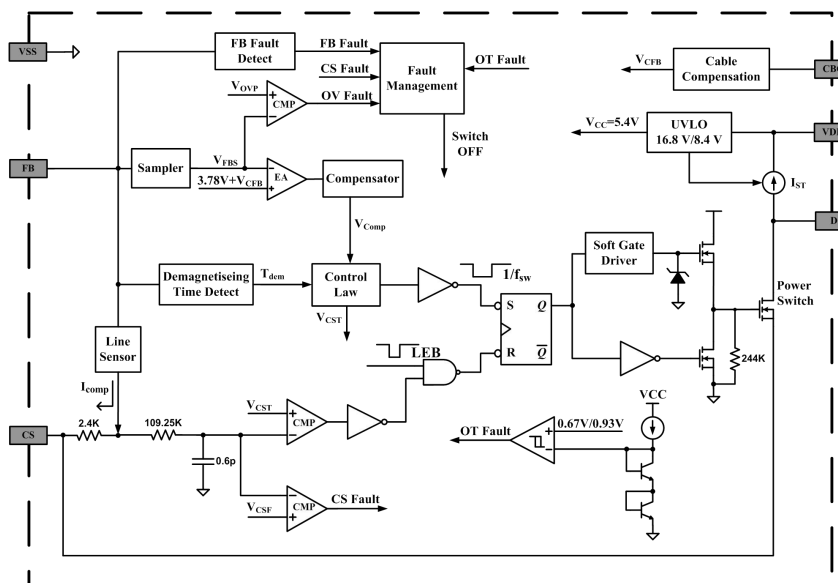 VSS
FB Fault
Detect
FB Fault
CS Fault
Fault
Management
OT Fault
VCFB
Cable
Compensation
CB
VOVP
CMP
OV Fault
Switch
OFF
VCC=5.4V
UVLO
16.8 V/8.4 V
VD
FB
Sampler
VFBS
3.78V+VCFB
EA
Compensator
IST
D
VComp
Demagnetiseing
Time Detect
Tdem
Control
Law
VCST
1/fsw
Soft Gate
Driver
Power
Switch
S
Q
R
Q
LEB
244K
Line
Sensor
Icomp
CS
2.4K
109.25K
0.6p
VCST
CMP
VCSF
CMP
CS Fault
OT Fault
0.67V/0.93V
VCC